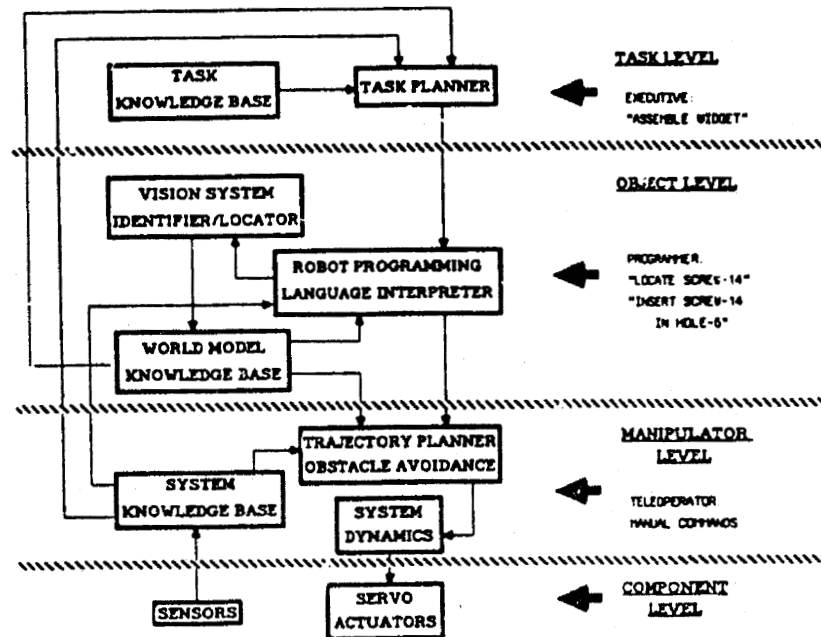 TASK
KNOWLEDGE BASE
TASK PLANNER
TASK LEVEL
EXECUTIVE:
"ASSEMBLE WIDGET"
VISION SYSTEM
IDENTIFIER/LOCATOR
OBJECT LEVEL
ROBOT PROGRAMMING
LANGUAGE INTERPRETER
PROGRAMMER:
"LOCATE SCREW-14"
"INSERT SCREW-14
IN HOLE-6"
WORLD MODEL
KNOWLEDGE BASE
TRAJECTORY PLANNER
OBSTACLE AVOIDANCE
MANIPULATOR
LEVEL
SYSTEM
KNOWLEDGE BASE
TELEOPERATOR
MANUAL COMMANDS
SYSTEM
DYNAMICS
SENSORS
SERVO
ACTUATORS
COMPONENT
LEVEL